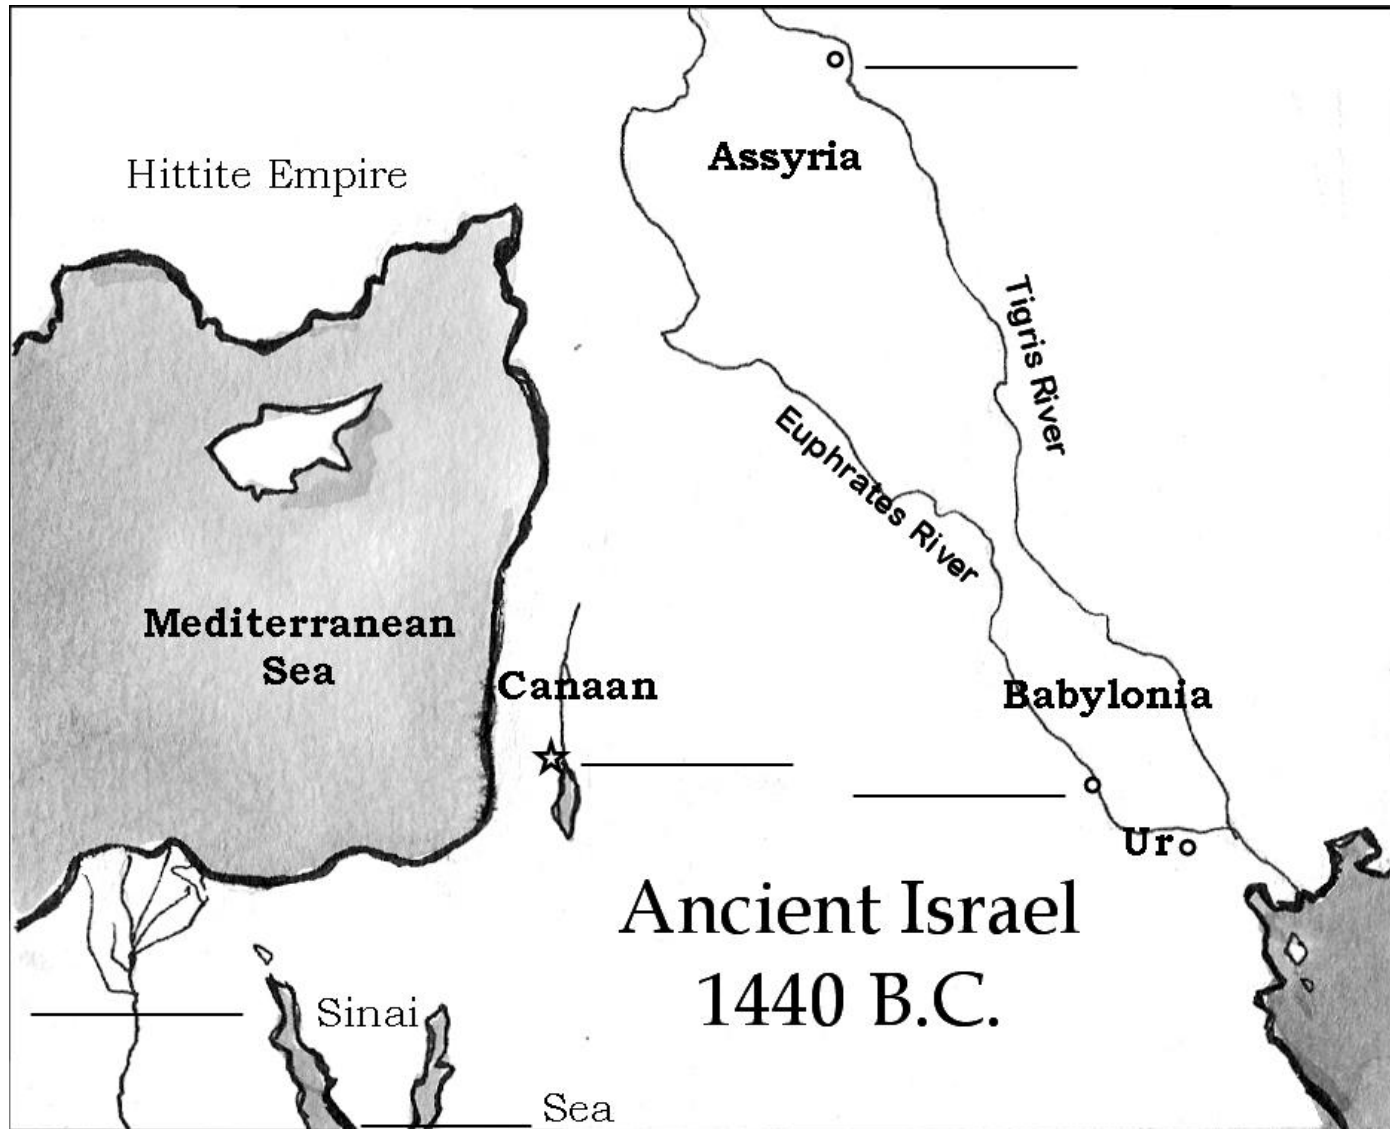 Assyria
Hittite Empire
Tigris River
Euphrates River
Mediterranean
Sea
Canaan
Babylonia
Ur
Ancient Israel
1440 B.C.
Sinai
Sea